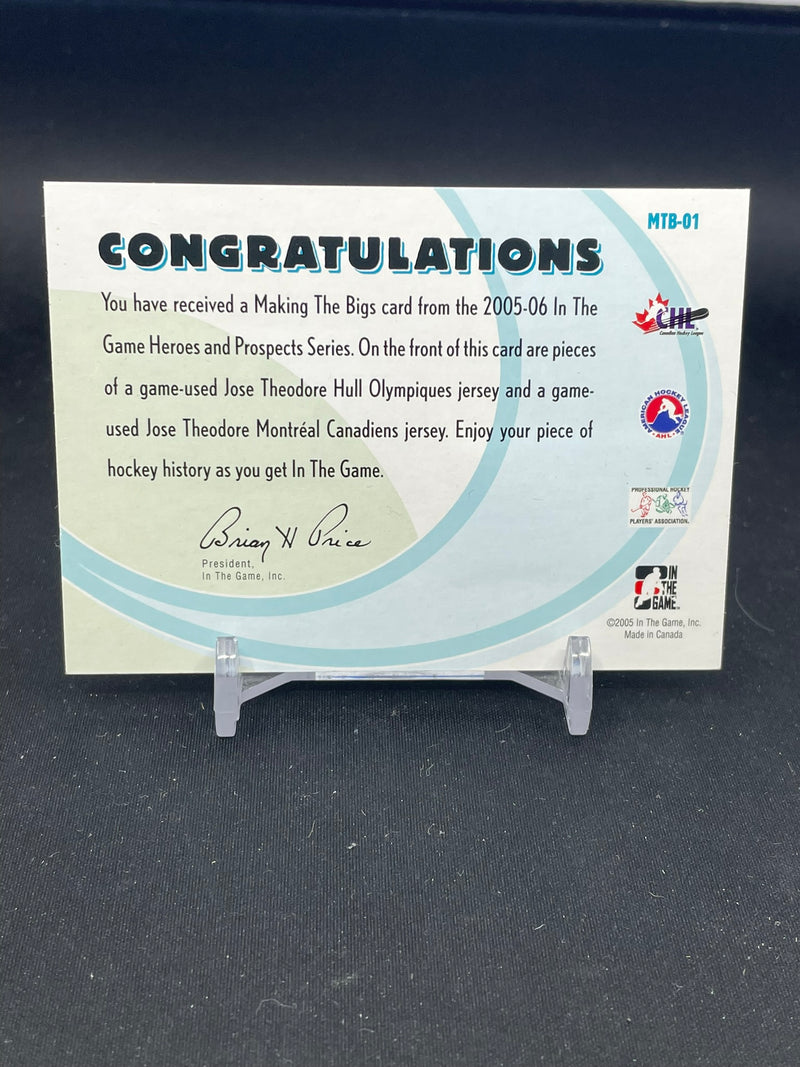 MTB-01
CONGRATULATIONS
You have received a Making The Bigs card from the 2005-06 In The
Game Heroes and Prospects Series. On the front of this card are pieces
of a game-used Jose Theodore Hull Olympiques jersey and a game-
used Jose Theodore Montréal Canadiens jersey. Enjoy your piece of
hockey history as you get In The Game.
Brian H Price
President,
In The Game, Inc.
CHL
Canadian Hockey League
AMERICAN HOCKEY LEAGUE
AHL
PROFESSIONAL HOCKEY
PLAYERS' ASSOCIATION.
IN
THE
GAME
©2005 In The Game, Inc.
Made in Canada